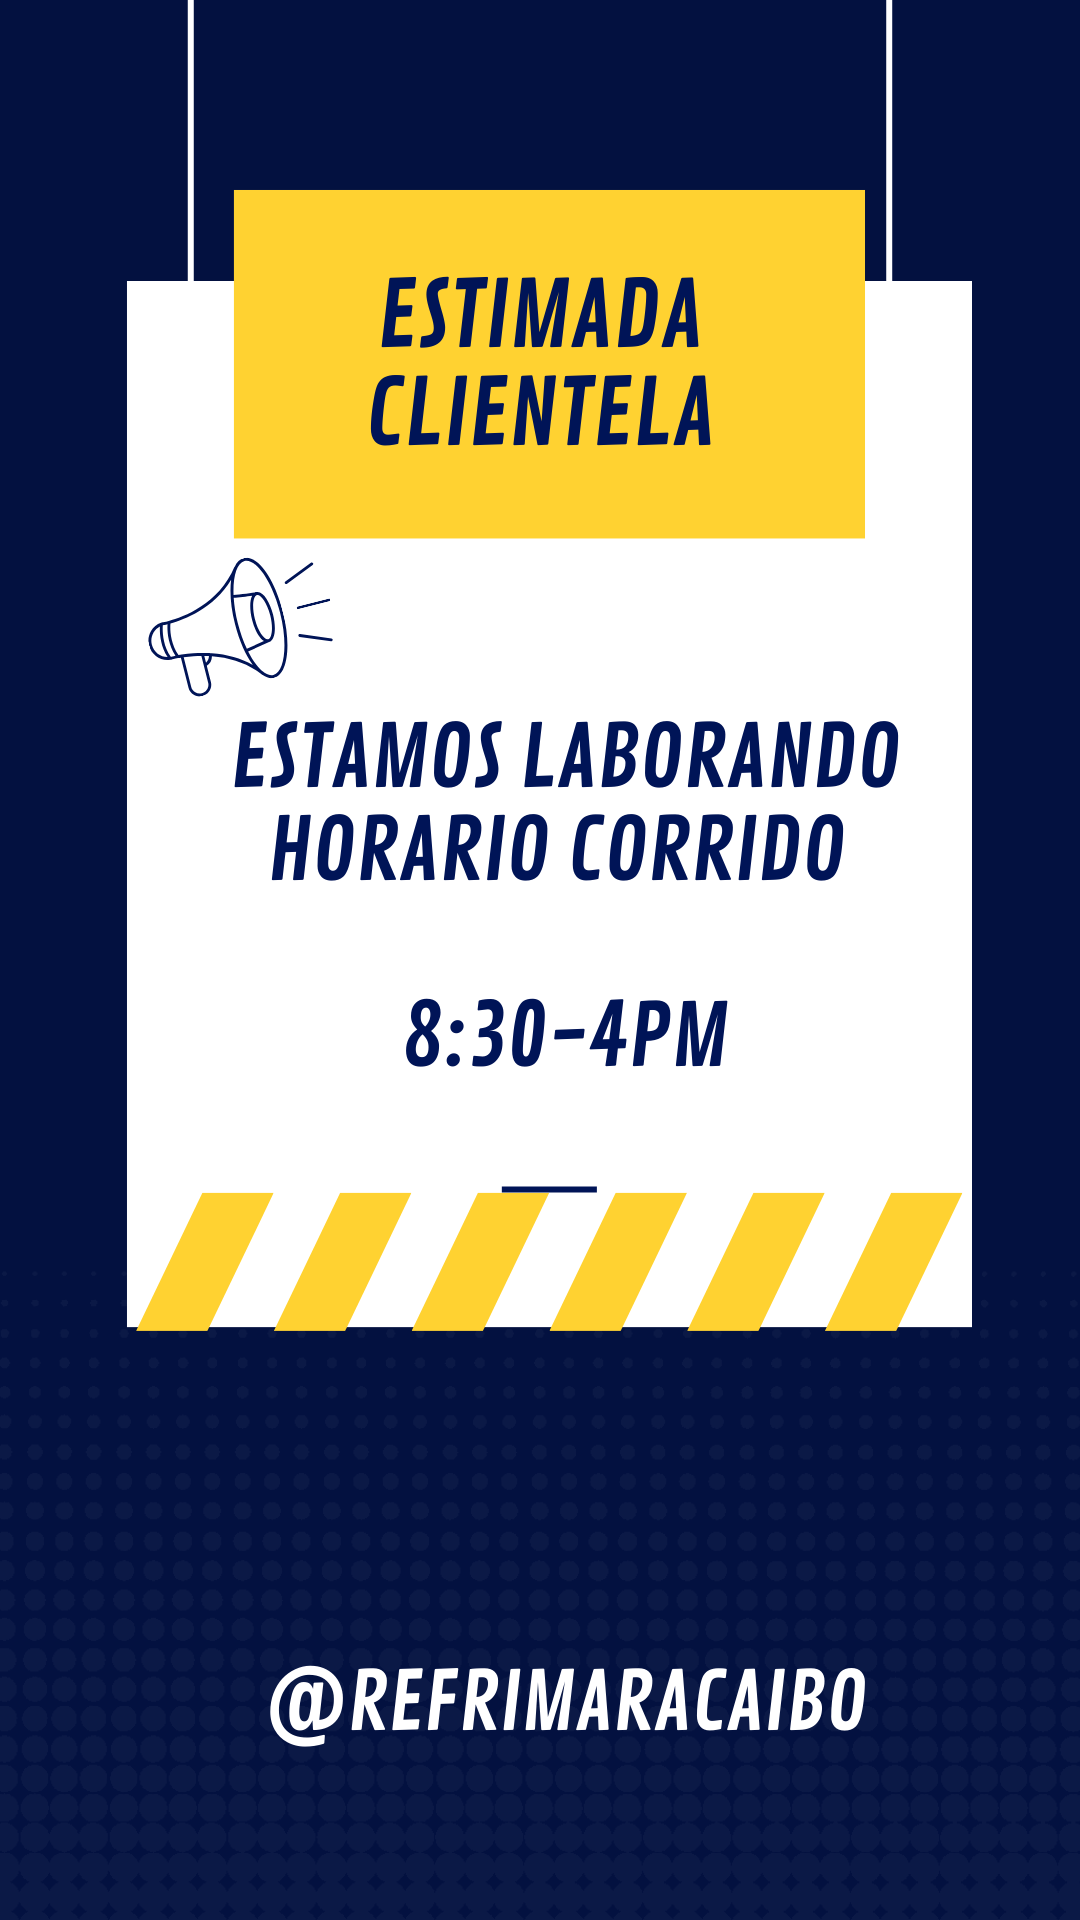 ESTIMADA
CLIENTELA
ESTAMOS LABORANDO
HORARIO CORRIDO
8:30-4PM
@REFRIMARACAIBO